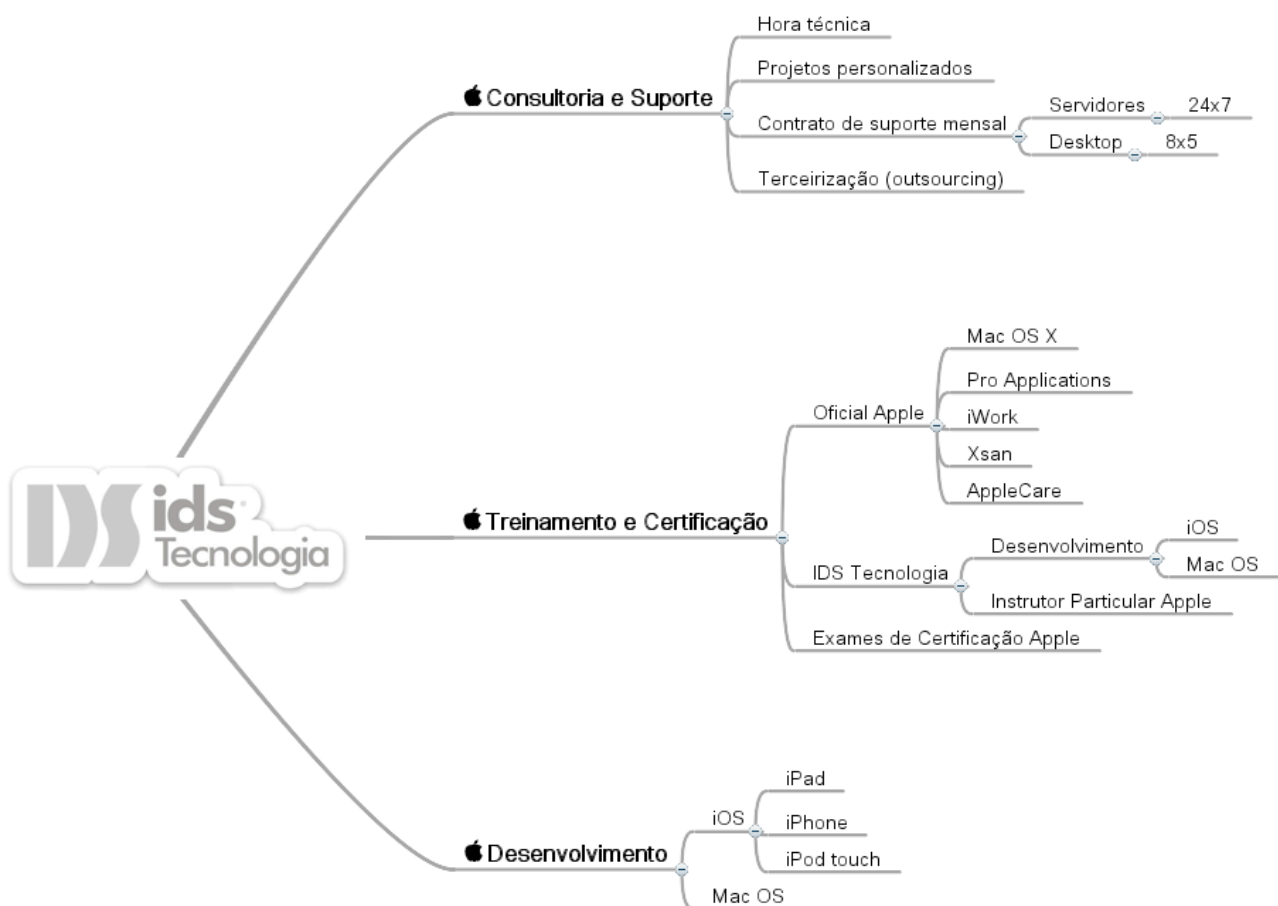 Hora técnica
Projetos personalizados
Consultoria e Suporte
Contrato de suporte mensal
Servidores
24x7
Desktop
8x5
Terceirização (outsourcing)
Mac OS X
Pro Applications
Oficial Apple
iWork
Xsan
AppleCare
ids
Tecnologia
Treinamento e Certificação
IDS Tecnologia
Desenvolvimento
iOS
Mac OS
Instrutor Particular Apple
Exames de Certificação Apple
iPad
iOS
iPhone
iPod touch
Desenvolvimento
Mac OS